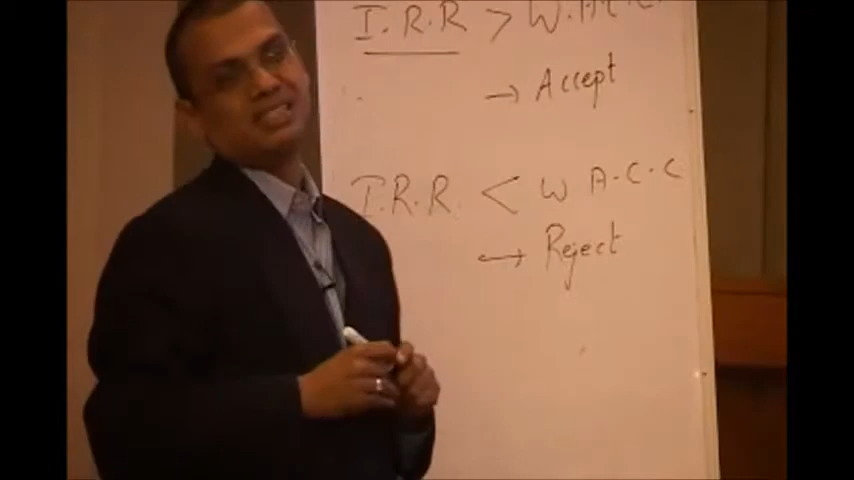 I.R.R > W.A.C.C
→ Accept
I.R.R. < W A.C.C
→ Reject